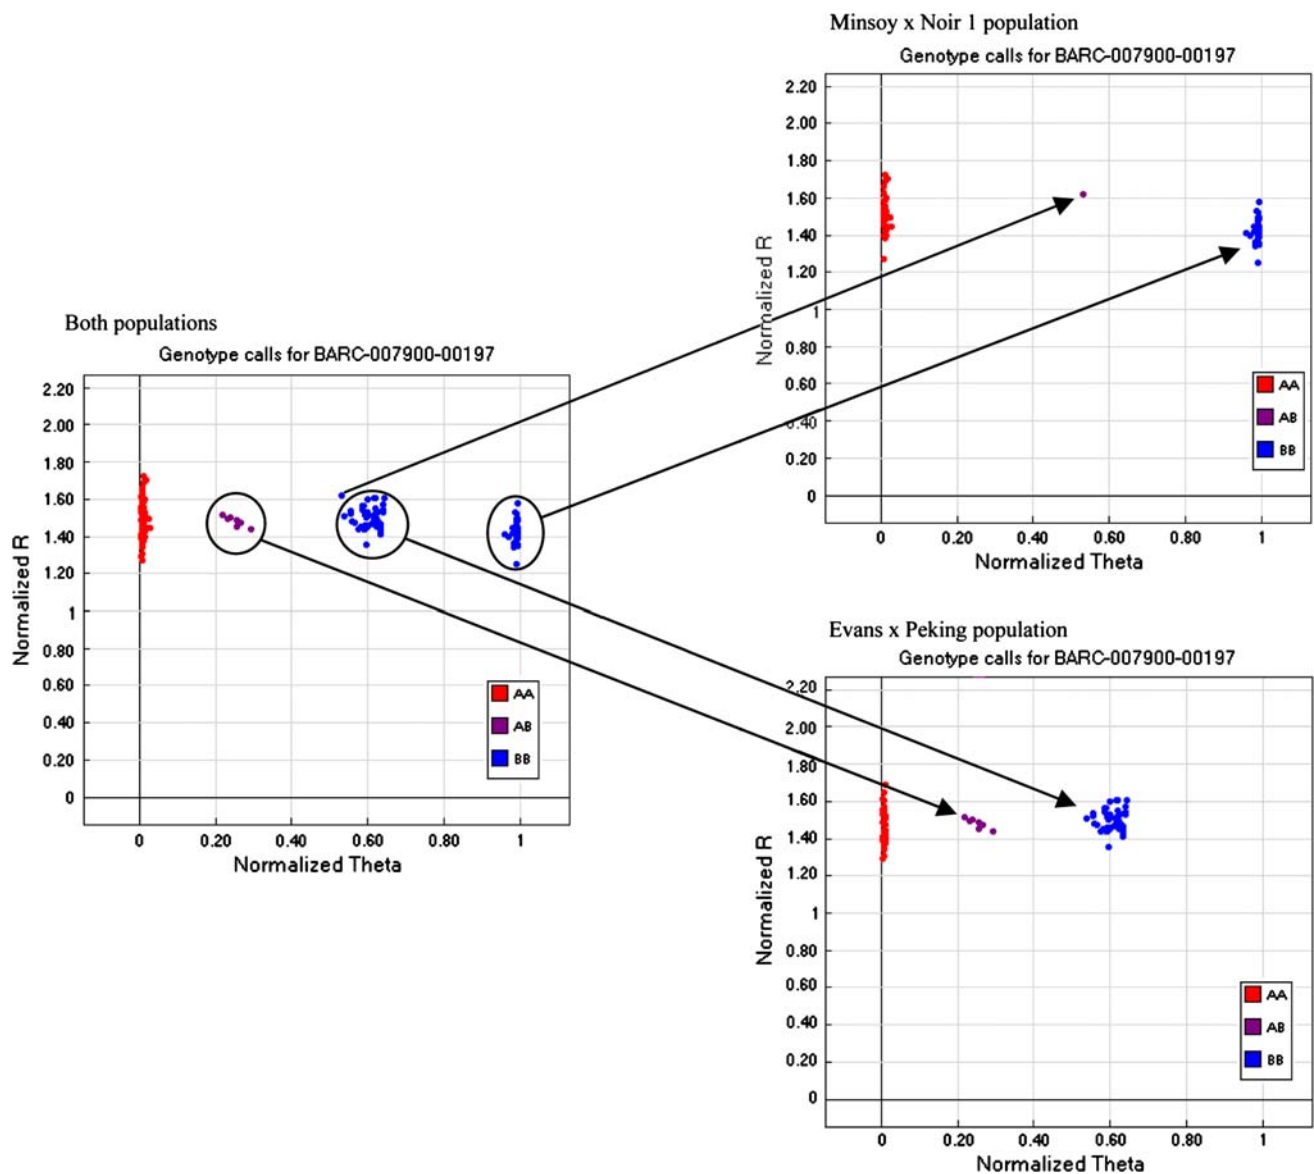 Minsoy x Noir 1 population
Genotype calls for BARC-007900-00197
2.20
2.00
1.80
1.60
1.40
1.20
1
0.80
0.60
0.40
0.20
0
Normalized R
AA
AB
BB
0 0.20 0.40 0.60 0.80 1
Normalized Theta
Both populations
Genotype calls for BARC-007900-00197
2.20
2.00
1.80
1.60
1.40
1.20
1
0.80
0.60
0.40
0.20
0
Normalized R
AA
AB
BB
0 0.20 0.40 0.60 0.80 1
Normalized Theta
Evans x Peking population
Genotype calls for BARC-007900-00197
2.20
2.00
1.80
1.60
1.40
1.20
1
0.80
0.60
0.40
0.20
0
Normalized R
AA
AB
BB
0 0.20 0.40 0.60 0.80 1
Normalized Theta